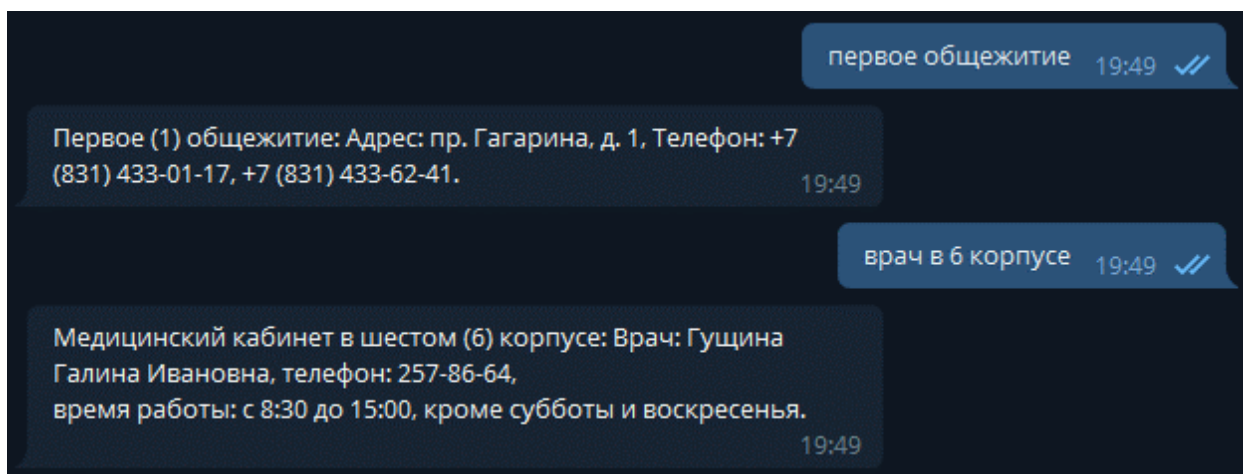 первое общежитие 19:49
Первое (1) общежитие: Адрес: пр. Гагарина, д. 1, Телефон: +7
(831) 433-01-17, +7 (831) 433-62-41.
19:49
врач в 6 корпусе 19:49
Медицинский кабинет в шестом (6) корпусе: Врач: Гущина
Галина Ивановна, телефон: 257-86-64,
время работы: с 8:30 до 15:00, кроме субботы и воскресенья.
19:49